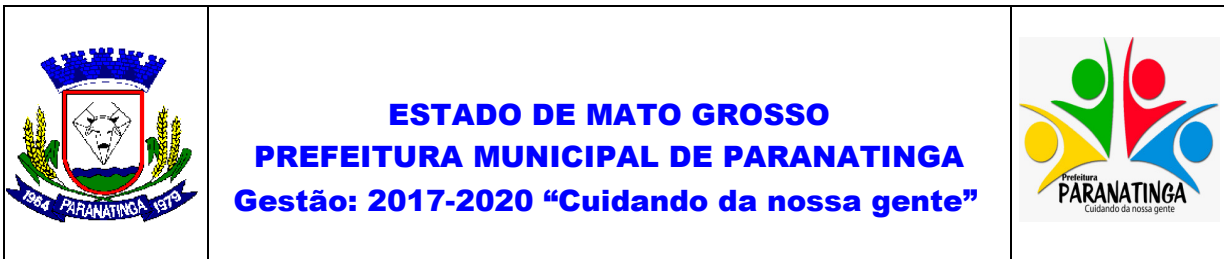 1964 PARANATINGA 1979
ESTADO DE MATO GROSSO
PREFEITURA MUNICIPAL DE PARANATINGA
Gestão: 2017-2020 “Cuidando da nossa gente”
Prefeitura
PARANATINGA
Cuidando da nossa gente